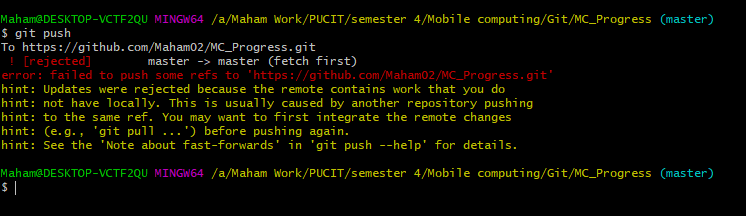 Maham@DESKTOP-VCTF2QU MINGW64 /a/Maham Work/PUCIT/semester 4/Mobile computing/Git/MC_Progress (master)
$ git push
To https://github.com/Maham02/MC_Progress.git
! [rejected] master -> master (fetch first)
error: failed to push some refs to 'https://github.com/Maham02/MC_Progress.git'
hint: Updates were rejected because the remote contains work that you do
hint: not have locally. This is usually caused by another repository pushing
hint: to the same ref. You may want to first integrate the remote changes
hint: (e.g., 'git pull ...') before pushing again.
hint: See the 'Note about fast-forwards' in 'git push --help' for details.
Maham@DESKTOP-VCTF2QU MINGW64 /a/Maham Work/PUCIT/semester 4/Mobile computing/Git/MC_Progress (master)
$